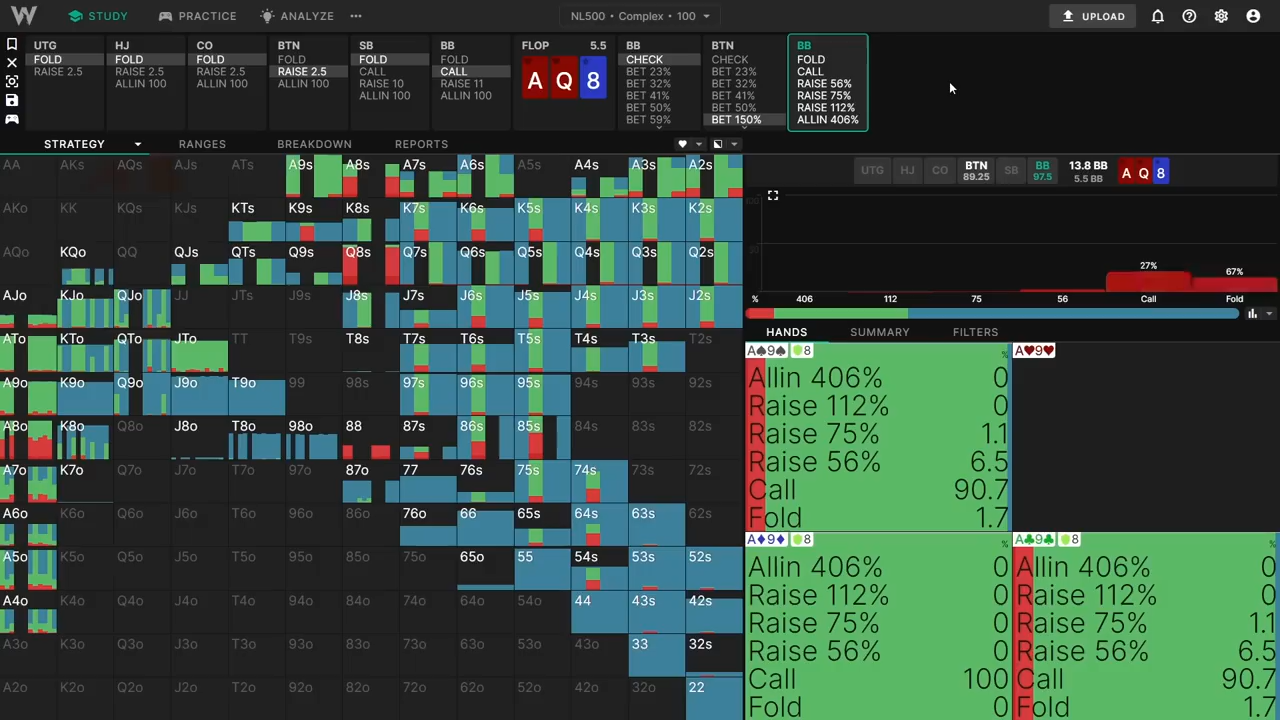 W STUDY PRACTICE ANALYZE ••• NL500 • Complex • 100 UPLOAD
UTG
FOLD
RAISE 2.5
HJ
FOLD
RAISE 2.5
ALLIN 100
CO
FOLD
RAISE 2.5
ALLIN 100
BTN
FOLD
RAISE 2.5
ALLIN 100
SB
FOLD
CALL
RAISE 10
ALLIN 100
BB
FOLD
CALL
RAISE 11
ALLIN 100
FLOP 5.5
A Q 8
BB
CHECK
BET 23%
BET 32%
BET 41%
BET 50%
BET 59%
BTN
CHECK
BET 23%
BET 32%
BET 41%
BET 50%
BET 150%
BB
FOLD
CALL
RAISE 56%
RAISE 75%
RAISE 112%
ALLIN 406%
STRATEGY RANGES BREAKDOWN REPORTS
AA AKs AQs AJs ATs A9s A8s A7s A6s A5s A4s A3s A2s
AKo KK KQs KJs KTs K9s K8s K7s K6s K5s K4s K3s K2s
AQo KQo QQ QJs QTs Q9s Q8s Q7s Q6s Q5s Q4s Q3s Q2s
AJo KJo QJo JJ JTs J9s J8s J7s J6s J5s J4s J3s J2s
ATo KTo QTo JTo TT T9s T8s T7s T6s T5s T4s T3s T2s
A9o K9o Q9o J9o T9o 99 98s 97s 96s 95s 94s 93s 92s
A8o K8o Q8o J8o T8o 98o 88 87s 86s 85s 84s 83s 82s
A7o K7o Q7o J7o T7o 97o 87o 77 76s 75s 74s 73s 72s
A6o K6o Q6o J6o T6o 96o 86o 76o 66 65s 64s 63s 62s
A5o K5o Q5o J5o T5o 95o 85o 75o 65o 55 54s 53s 52s
A4o K4o Q4o J4o T4o 94o 84o 74o 64o 54o 44 43s 42s
A3o K3o Q3o J3o T3o 93o 83o 73o 63o 53o 43o 33 32s
A2o K2o Q2o J2o T2o 92o 82o 72o 62o 52o 42o 32o 22
UTG HJ CO BTN 89.25 SB BB 97.5 13.8 BB 5.5 BB A Q 8
27% 67%
% 406 112 75 56 Call Fold
HANDS SUMMARY FILTERS
A♠9♠ 8 %
Allin 406% 0
Raise 112% 0
Raise 75% 1.1
Raise 56% 6.5
Call 90.7
Fold 1.7
A♥9♥
A♦9♦ 8 %
Allin 406% 0
Raise 112% 0
Raise 75% 0
Raise 56% 0
Call 100
Fold 0
A♣9♣ 8 %
Allin 406% 0
Raise 112% 0
Raise 75% 1.1
Raise 56% 6.5
Call 90.7
Fold 1.7